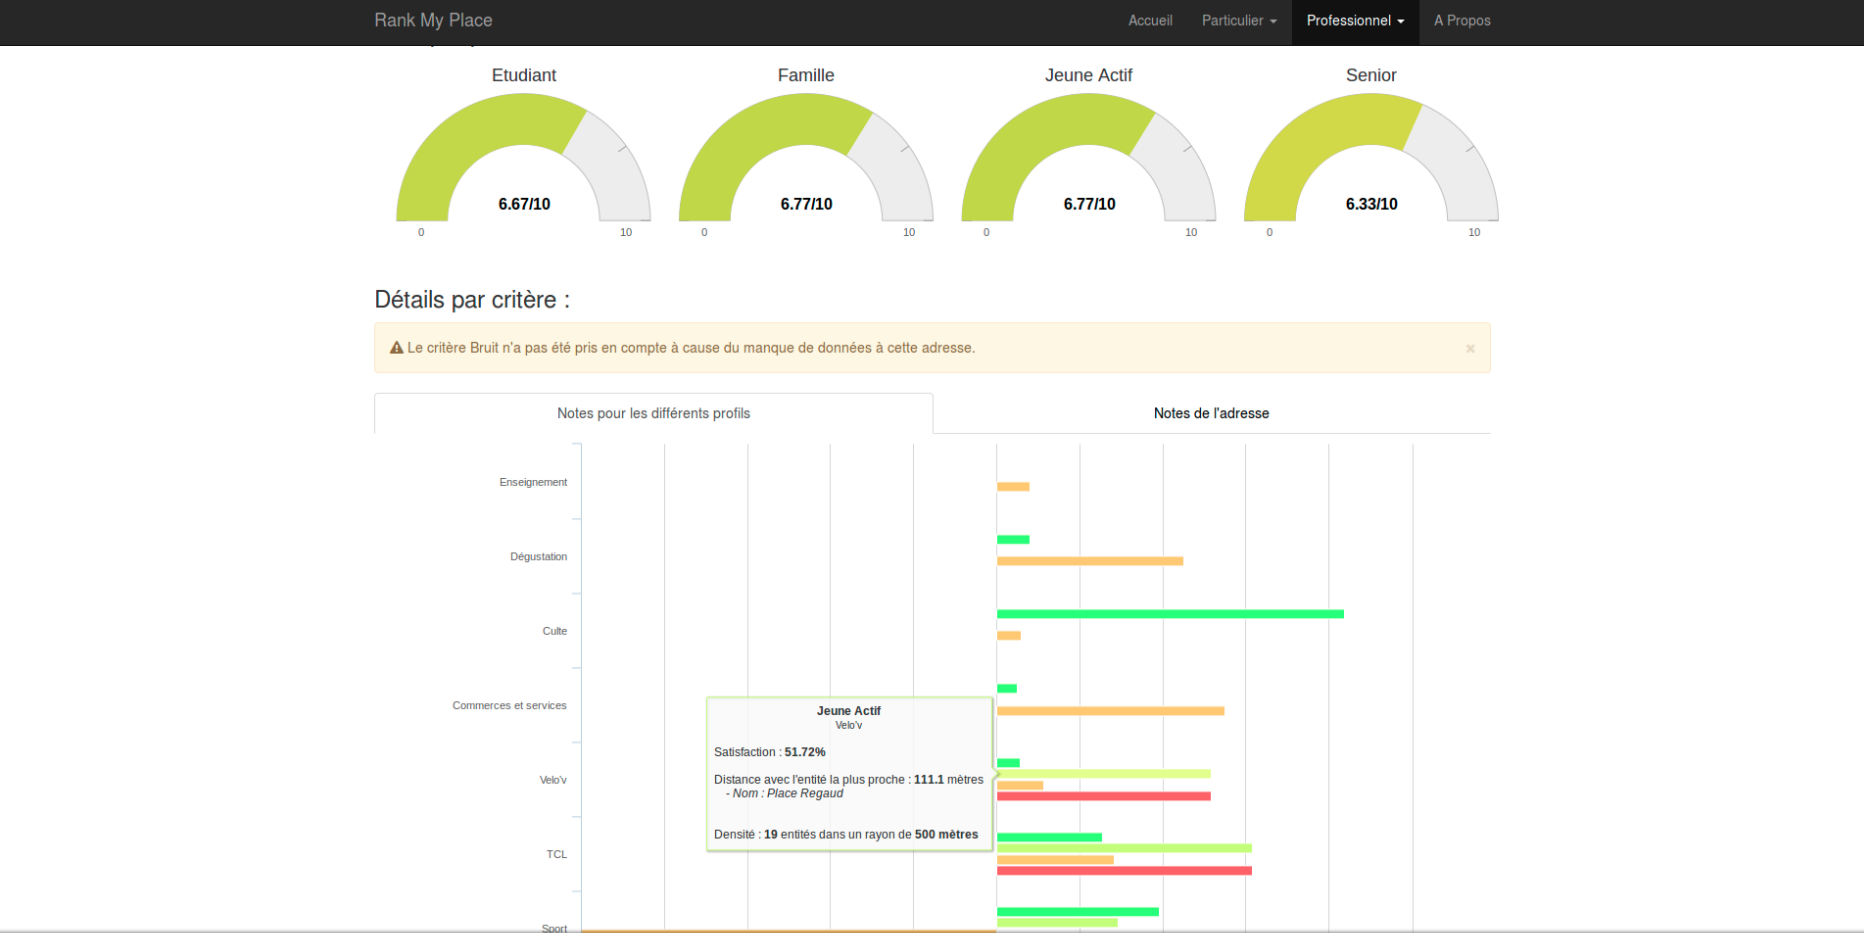 Rank My Place
Accueil
Particulier
Professionnel
A Propos
Etudiant
Famille
Jeune Actif
Senior
6.67/10
6.77/10
6.77/10
6.33/10
0
10
0
10
0
10
0
10
Détails par critère :
Le critère Bruit n'a pas été pris en compte à cause du manque de données à cette adresse.
×
Notes pour les différents profils
Notes de l'adresse
Enseignement
Dégustation
Culte
Commerces et services
Jeune Actif
Velo'v
Satisfaction : 51.72%
Distance avec l'entité la plus proche : 111.1 mètres
- Nom : Place Regaud
Densité : 19 entités dans un rayon de 500 mètres
Velo'v
TCL
Sport